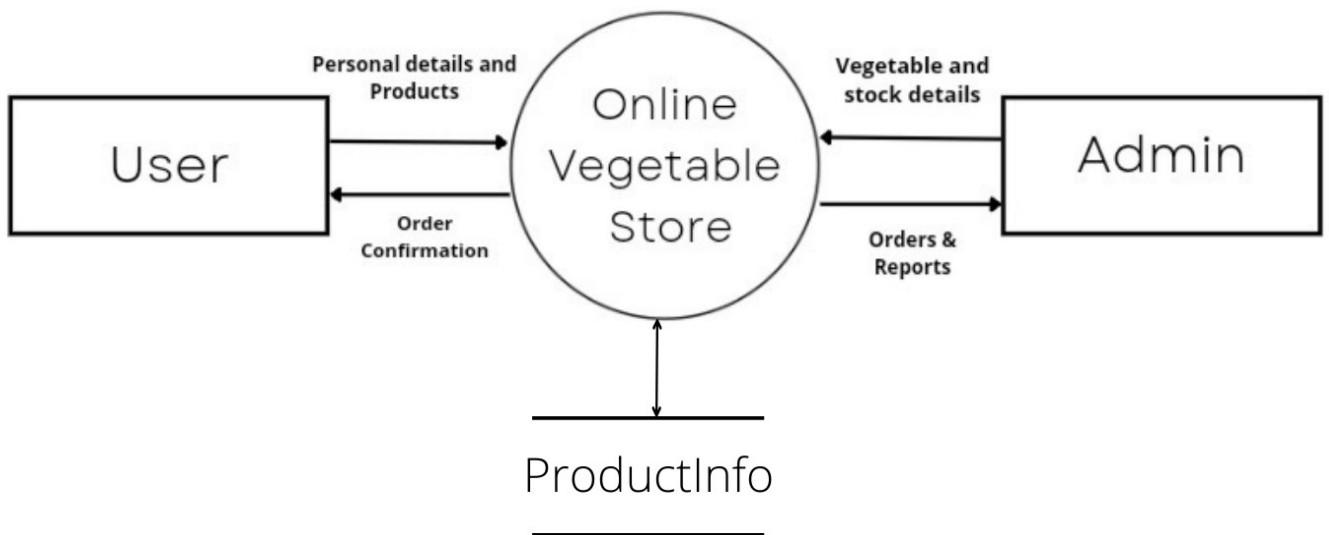 Personal details and
Products
User
Order
Confirmation
Online
Vegetable
Store
Vegetable and
stock details
Admin
Orders &
Reports
ProductInfo